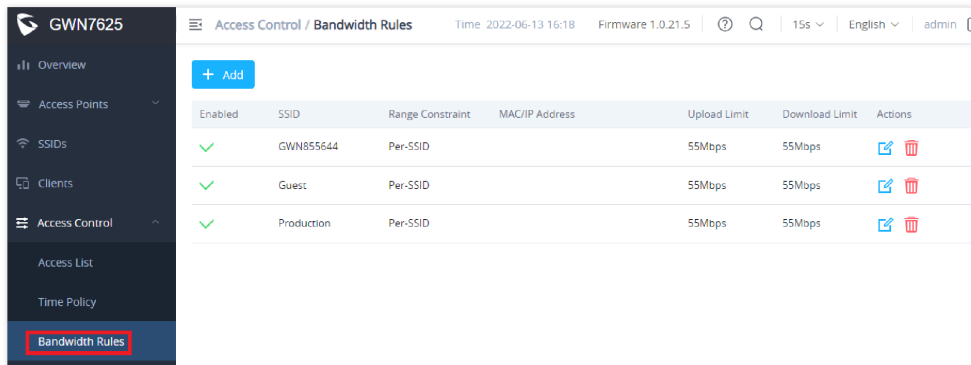 GWN7625
Access Control / Bandwidth Rules
Time 2022-06-13 16:18
Firmware 1.0.21.5
15s
English
admin
Overview
Access Points
SSIDs
Clients
Access Control
Access List
Time Policy
Bandwidth Rules
+ Add
Enabled SSID Range Constraint MAC/IP Address Upload Limit Download Limit Actions
GWN855644 Per-SSID 55Mbps 55Mbps
Guest Per-SSID 55Mbps 55Mbps
Production Per-SSID 55Mbps 55Mbps